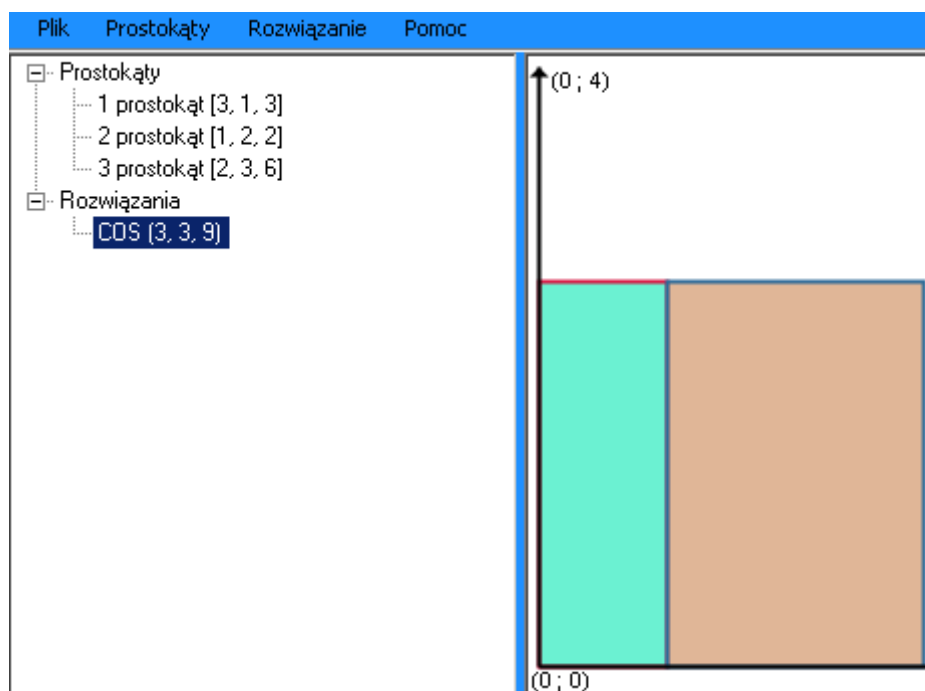 Plik Prostokąty Rozwiązanie Pomoc
Prostokąty
1 prostokąt [3, 1, 3]
2 prostokąt [1, 2, 2]
3 prostokąt [2, 3, 6]
Rozwiązania
COS (3, 3, 9)
(0 ; 4)
(0 ; 0)